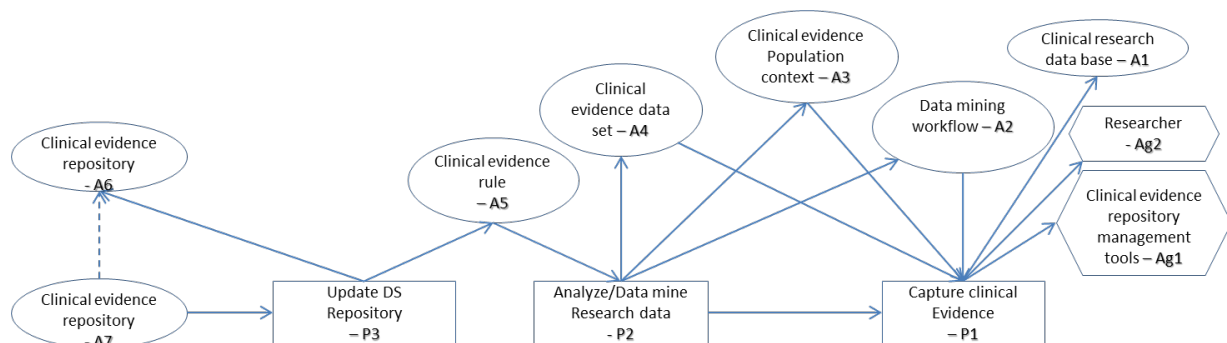 Clinical evidence
repository
- A6
Clinical evidence
repository
- A7
Update DS
Repository
– P3
Clinical evidence
rule
– A5
Clinical
evidence data
set – A4
Analyze/Data mine
Research data
- P2
Clinical evidence
Population
context – A3
Data mining
workflow – A2
Clinical research
data base – A1
Researcher
- Ag2
Clinical evidence
repository
management
tools – Ag1
Capture clinical
Evidence
– P1